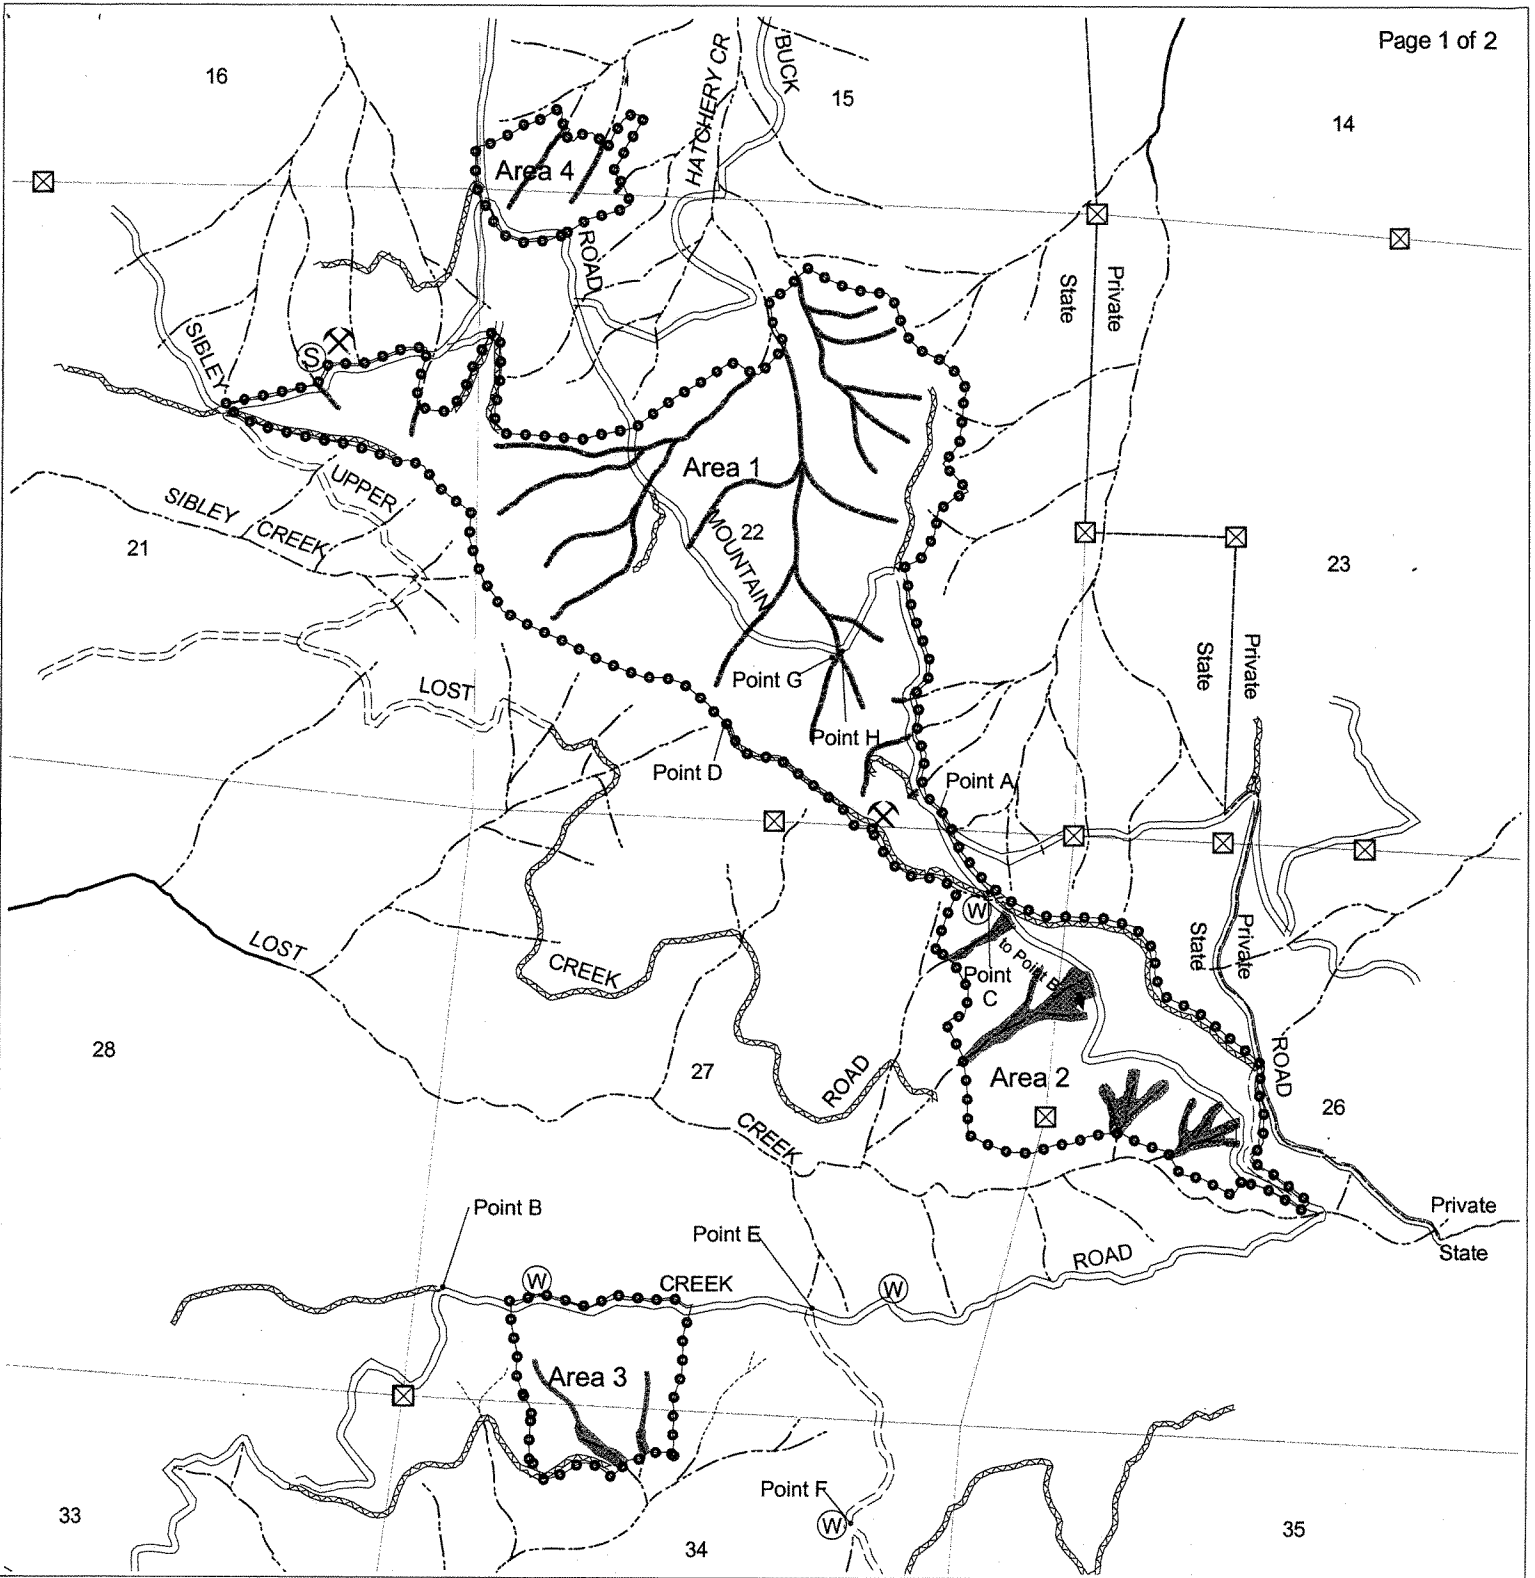 Page 1 of 2
16
HATCHERY CR
BUCK
15
14
Area 4
ROAD
State
Private
SIBLEY
S
UPPER
SIBLEY CREEK
Area 1
22
MOUNTAIN
21
23
LOST
Point G
Point H
Point D
Point A
State
Private
W
to Point B
Point
C
LOST
CREEK
State
Private
28
27
ROAD
Area 2
ROAD
26
CREEK
Point B
Point E
Private
State
W
CREEK
W
ROAD
Area 3
Point F
W
33
34
35